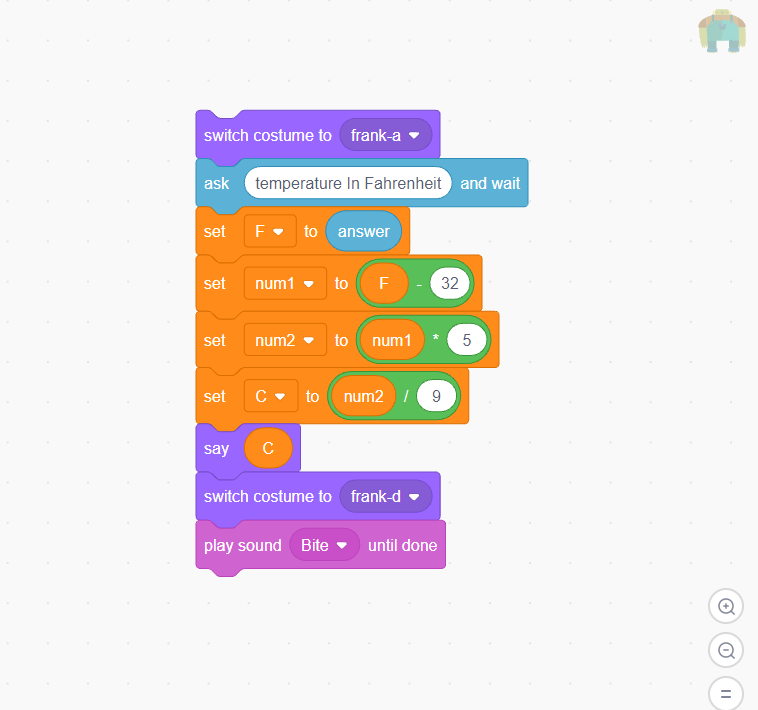 switch costume to frank-a
ask temperature In Fahrenheit and wait
set F to answer
set num1 to F - 32
set num2 to num1 * 5
set C to num2 / 9
say C
switch costume to frank-d
play sound Bite until done